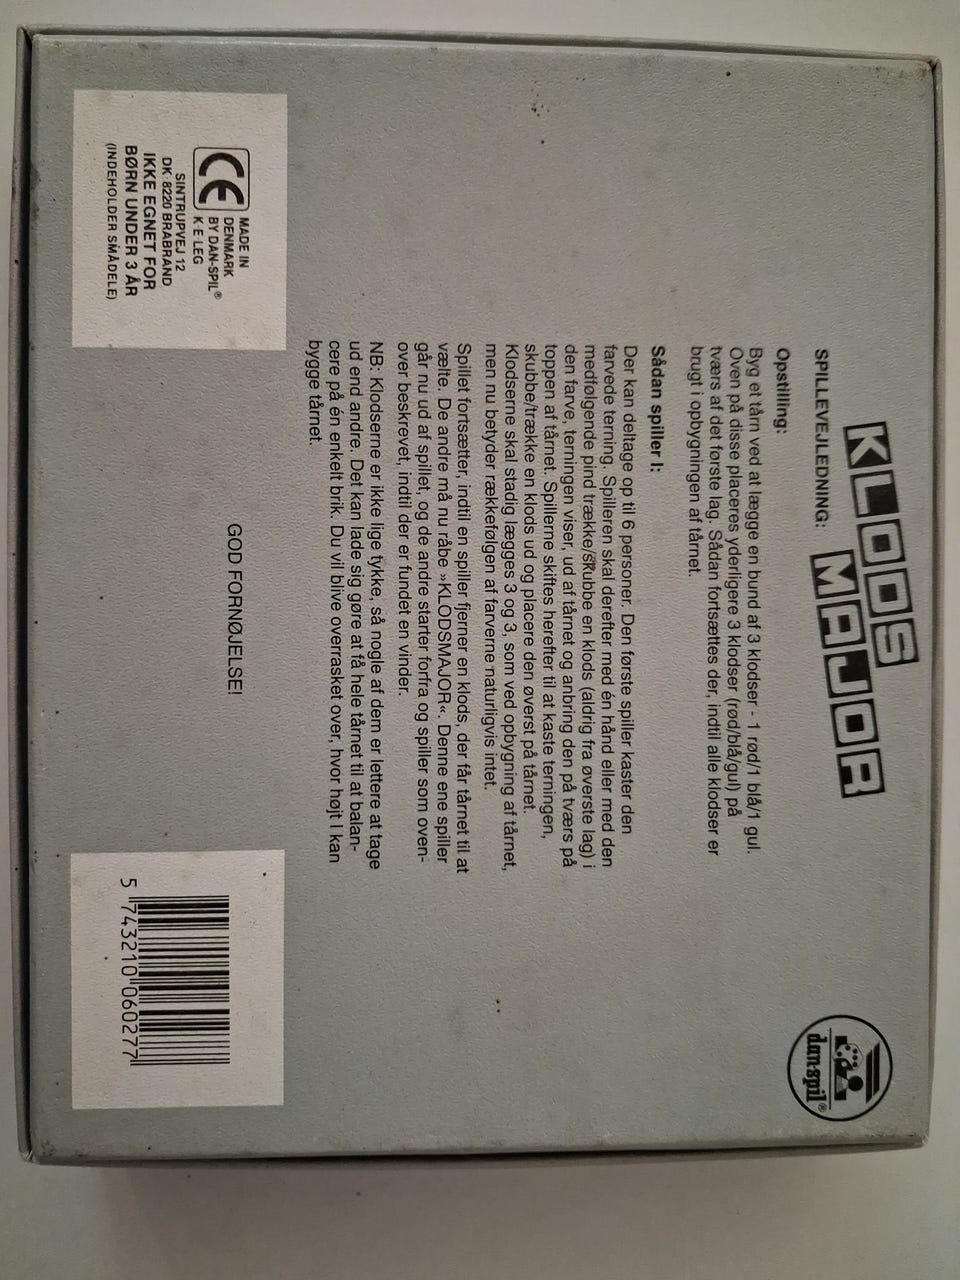 KLODS
MAJOR
dan-spil®
SPILLEVEJLEDNING:
Opstilling:
Byg et tårn ved at lægge en bund af 3 klodser - 1 rød/1 blå/1 gul.
Oven på disse placeres yderligere 3 klodser (rød/blå/gul) på
tværs af det første lag. Sådan fortsættes der, indtil alle klodser er
brugt i opbygningen af tårnet.
Sådan spiller I:
Der kan deltage op til 6 personer. Den første spiller kaster den
farvede terning. Spilleren skal derefter med én hånd eller med den
medfølgende pind trække/skubbe en klods (aldrig fra øverste lag) i
den farve, terningen viser, ud af tårnet og anbring den på tværs på
toppen af tårnet. Spillerne skiftes herefter til at kaste terningen,
skubbe/trække en klods ud og placere den øverst på tårnet.
Klodserne skal stadig lægges 3 og 3, som ved opbygning af tårnet,
men nu betyder rækkefølgen af farverne naturligvis intet.
Spillet fortsætter, indtil en spiller fjerner en klods, der får tårnet til at
vælte. De andre må nu råbe »KLODSMAJOR«. Denne ene spiller
går nu ud af spillet, og de andre starter forfra og spiller som oven-
over beskrevet, indtil der er fundet en vinder.
NB: Klodserne er ikke lige tykke, så nogle af dem er lettere at tage
ud end andre. Det kan lade sig gøre at få hele tårnet til at balan-
cere på én enkelt brik. Du vil blive overrasket over, hvor højt I kan
bygge tårnet.
GOD FORNØJELSE!
CE
MADE IN
DENMARK
BY DAN-SPIL®
K·E·LEG
SINTRUPVEJ 12
DK. 8220 BRABRAND
IKKE EGNET FOR
BØRN UNDER 3 ÅR
(INDEHOLDER SMÅDELE)
5 743210 060277